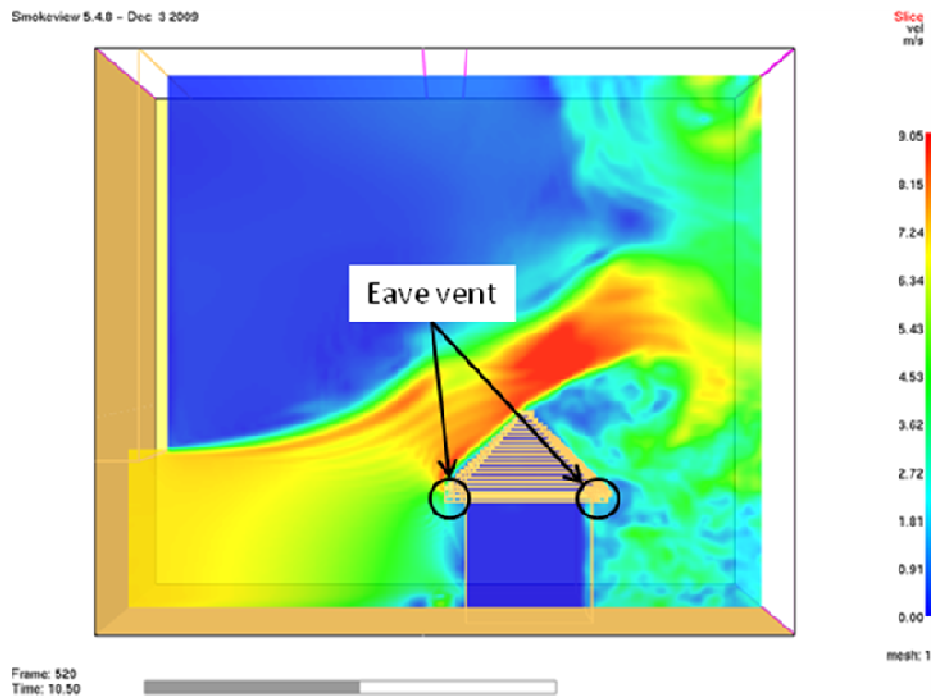 Smokeview 5.4.8 - Dec 3 2009
Slice
vel
m/s
9.05
8.15
7.24
6.34
5.43
4.53
3.62
2.72
1.81
0.91
0.00
Eave vent
mesh: 1
Frame: 520
Time: 10.50